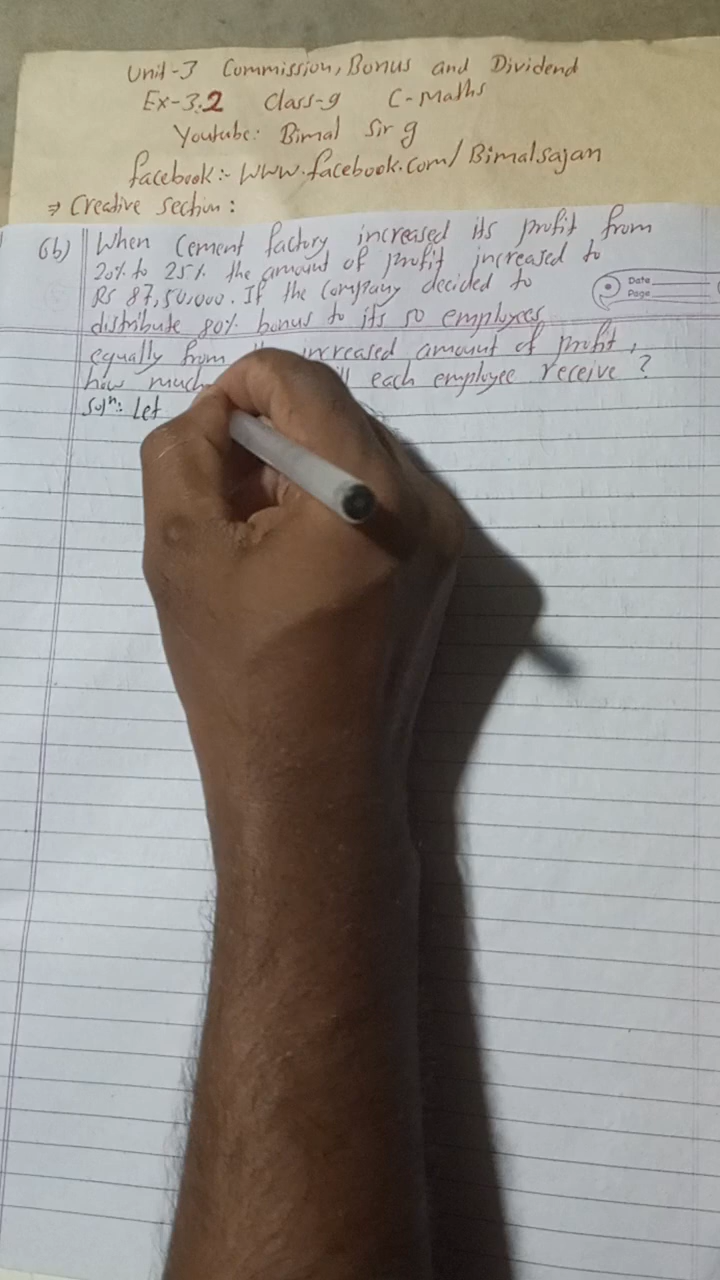 Unit-3 Commission, Bonus and Dividend
Ex-3.2 Class-9 C-Maths
Youtube: Bimal Sir g
facebook:- www.facebook.com/Bimalsajan
⇒ Creative section:
6b) When Cement factory increased its profit from
20% to 25% the amount of profit increased to
RS 87,50,000. If the Company decided to
distribute 80% bonus to its 50 employees
equally from increased amount of profit,
how much each employee receive?
Solⁿ: Let
Date
Page